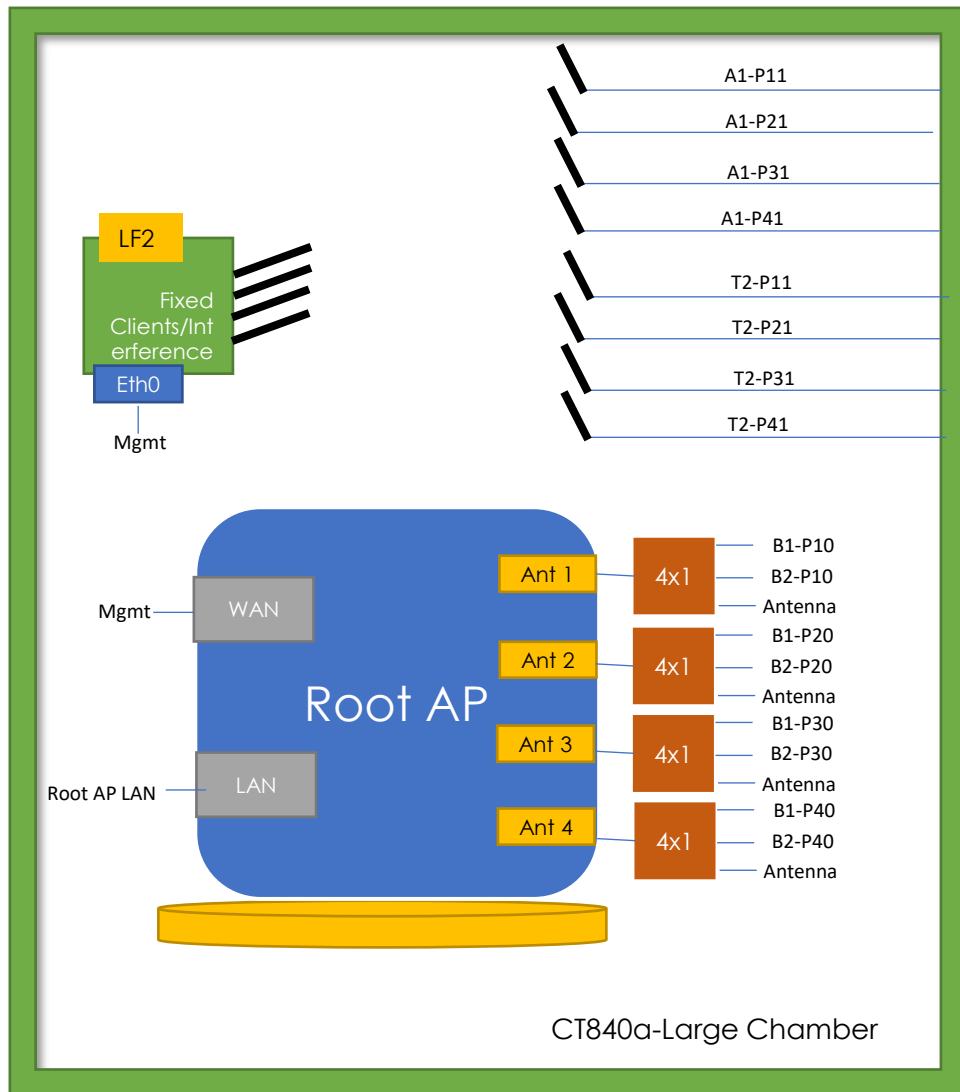 A1-P11
A1-P21
A1-P31
A1-P41
LF2
Fixed
Clients/Int
erference
Eth0
Mgmt
T2-P11
T2-P21
T2-P31
T2-P41
Mgmt
WAN
Root AP
Root AP LAN
LAN
Ant 1
4x1
B1-P10
B2-P10
Antenna
Ant 2
4x1
B1-P20
B2-P20
Antenna
Ant 3
4x1
B1-P30
B2-P30
Antenna
Ant 4
4x1
B1-P40
B2-P40
Antenna
CT840a-Large Chamber